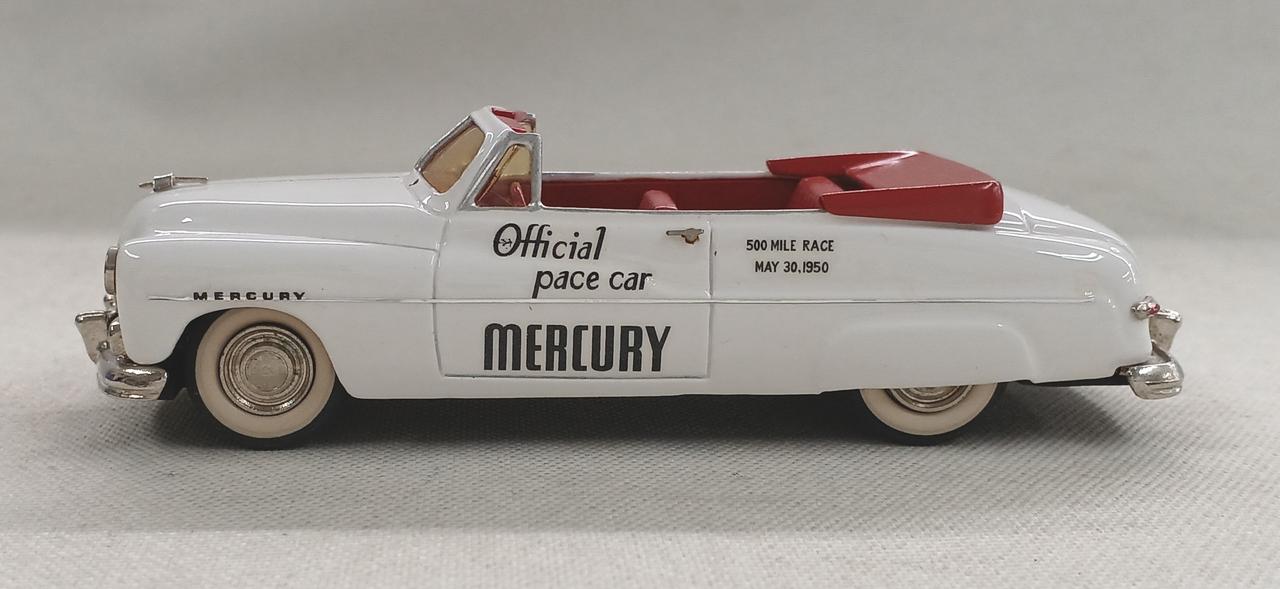 Official
pace car
MERCURY
500 MILE RACE
MAY 30,1950
MERCURY